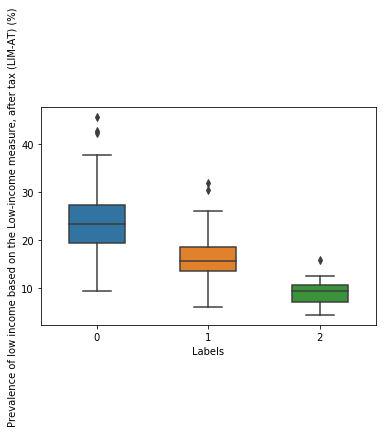 Prevalence of low income based on the Low-income measure, after tax (LIM-AT) (%)
40
30
20
10
0 1 2
Labels